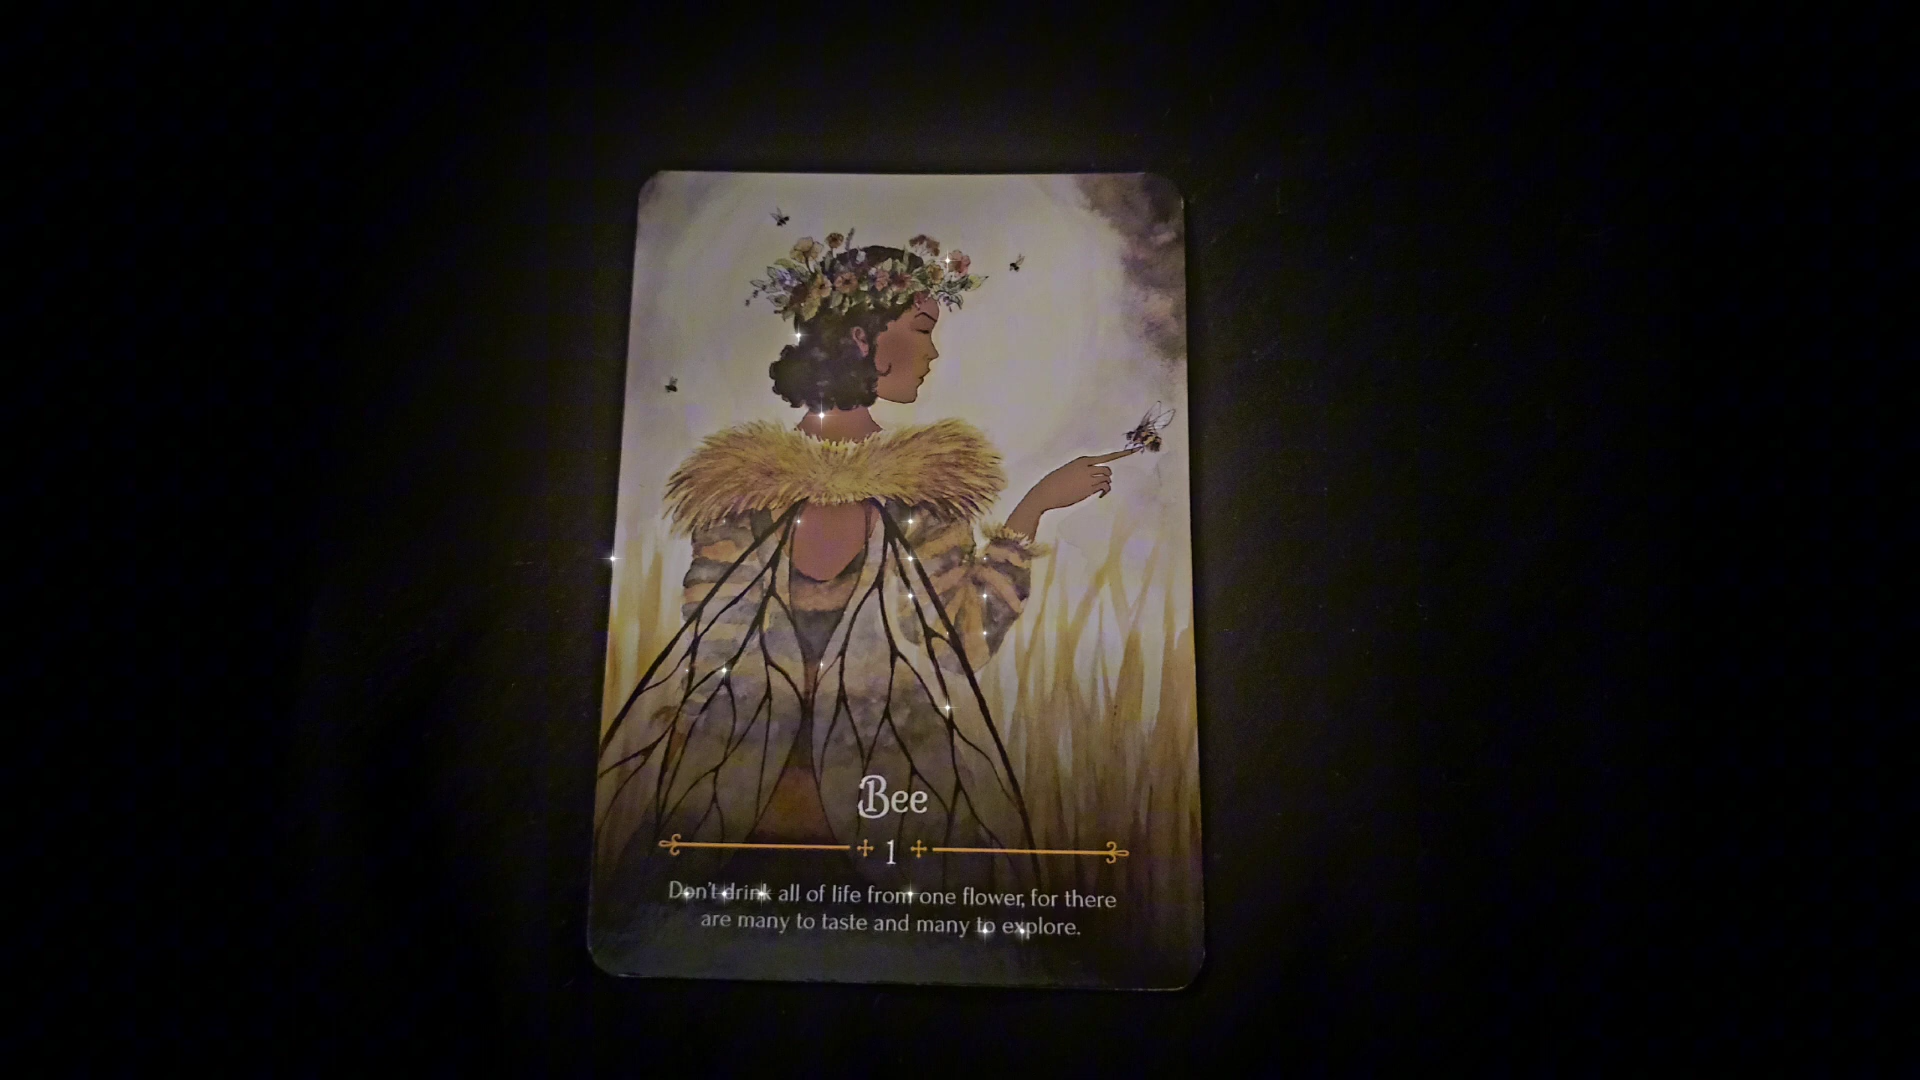 Bee
1
Don't drink all of life from one flower, for there
are many to taste and many to explore.